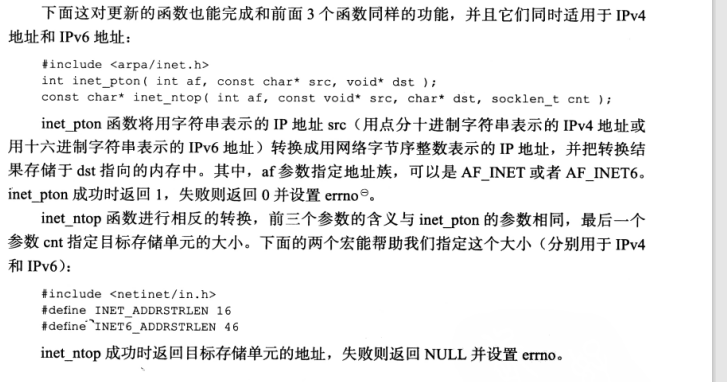 下面这对更新的函数也能完成和前面 3 个函数同样的功能，并且它们同时适用于 IPv4
地址和 IPv6 地址：
#include <arpa/inet.h>
int inet_pton( int af, const char* src, void* dst );
const char* inet_ntop( int af, const void* src, char* dst, socklen_t cnt );
inet_pton 函数将用字符串表示的 IP 地址 src（用点分十进制字符串表示的 IPv4 地址或
用十六进制字符串表示的 IPv6 地址）转换成用网络字节序整数表示的 IP 地址，并把转换结
果存储于 dst 指向的内存中。其中，af 参数指定地址族，可以是 AF_INET 或者 AF_INET6。
inet_pton 成功时返回 1，失败则返回 0 并设置 errno㊀。
inet_ntop 函数进行相反的转换，前三个参数的含义与 inet_pton 的参数相同，最后一个
参数 cnt 指定目标存储单元的大小。下面的两个宏能帮助我们指定这个大小（分别用于 IPv4
和 IPv6）：
#include <netinet/in.h>
#define INET_ADDRSTRLEN 16
#define INET6_ADDRSTRLEN 46
inet_ntop 成功时返回目标存储单元的地址，失败则返回 NULL 并设置 errno。